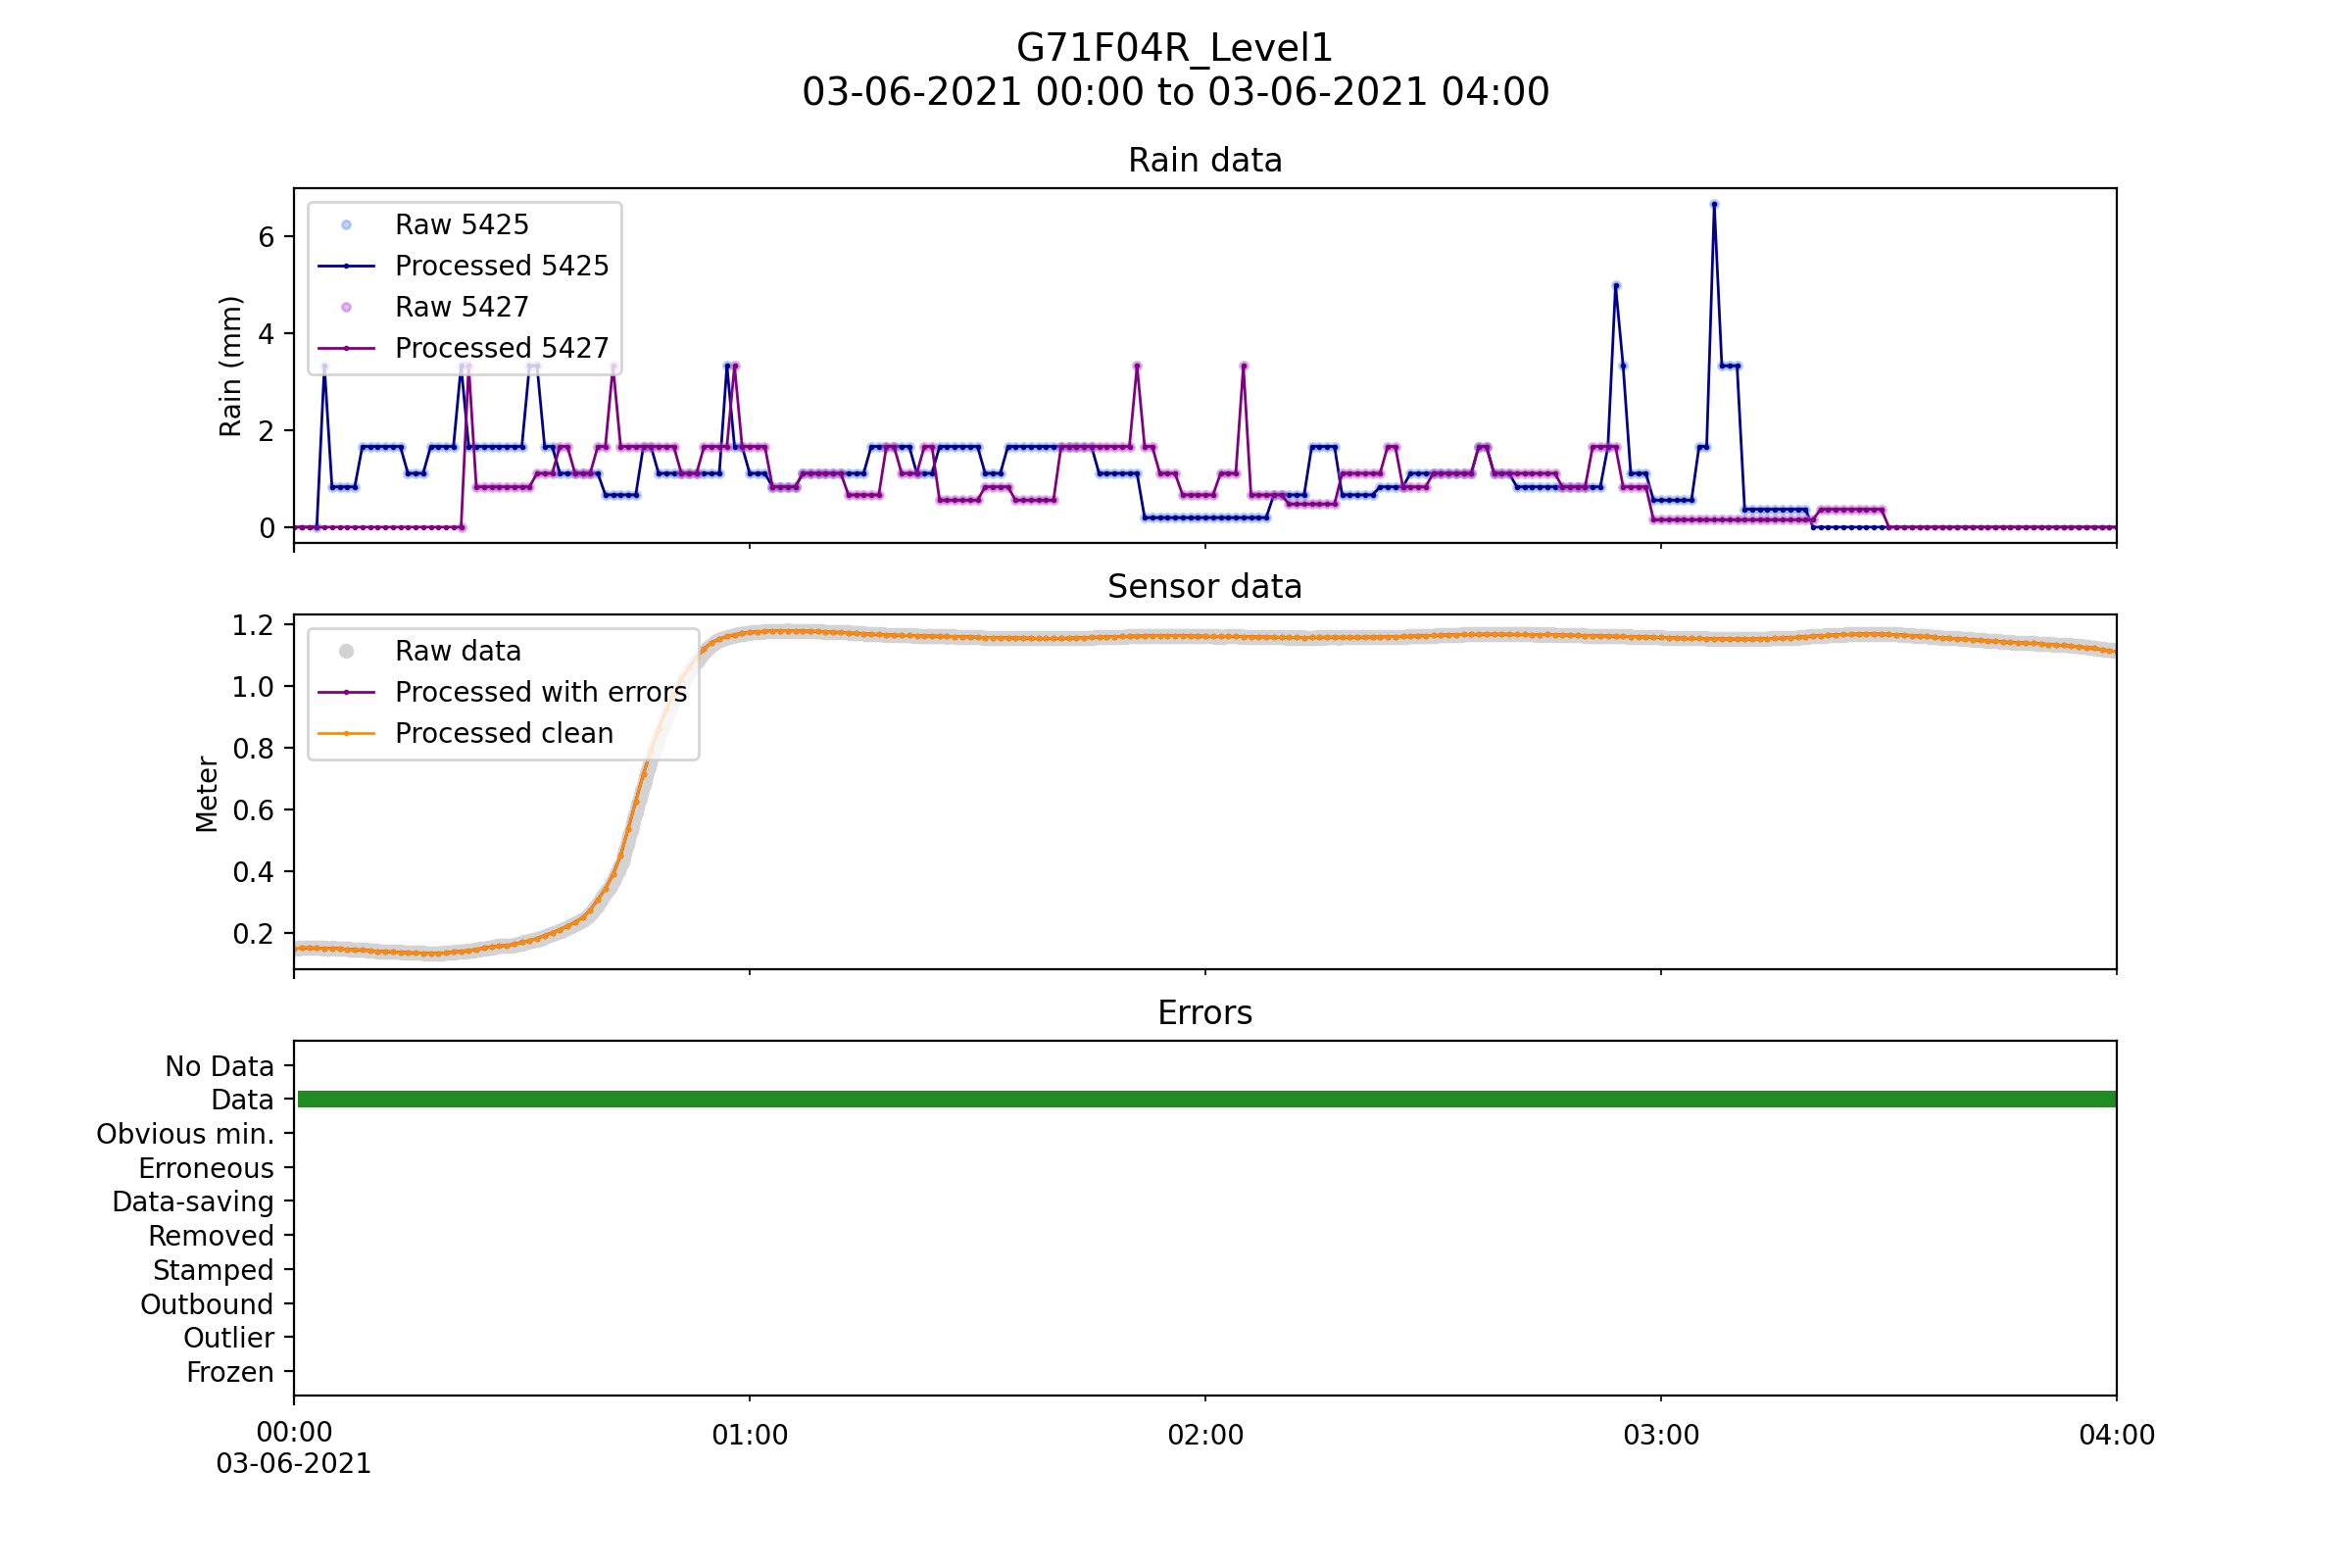 G71F04R_Level1
03-06-2021 00:00 to 03-06-2021 04:00
Rain data
Rain (mm)
6
4
2
0
Raw 5425
Processed 5425
Raw 5427
Processed 5427
Sensor data
Meter
1.2
1.0
0.8
0.6
0.4
0.2
Raw data
Processed with errors
Processed clean
Errors
No Data
Data
Obvious min.
Erroneous
Data-saving
Removed
Stamped
Outbound
Outlier
Frozen
00:00 01:00 02:00 03:00 04:00
03-06-2021